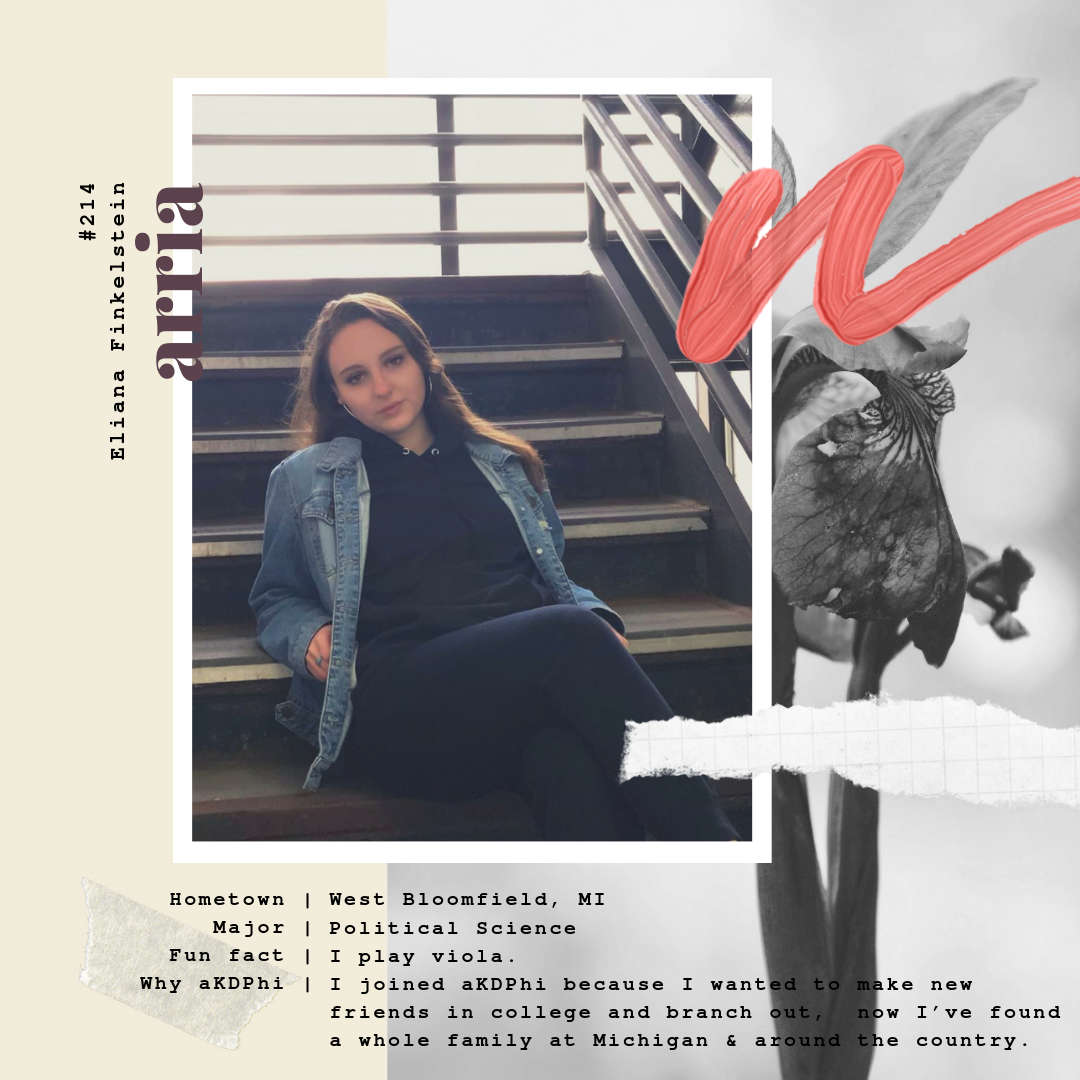 #214
Eliana Finkelstein
arria
Hometown | West Bloomfield, MI
Major | Political Science
Fun fact | I play viola.
Why aKDPhi | I joined aKDPhi because I wanted to make new
friends in college and branch out, now I’ve found
a whole family at Michigan & around the country.